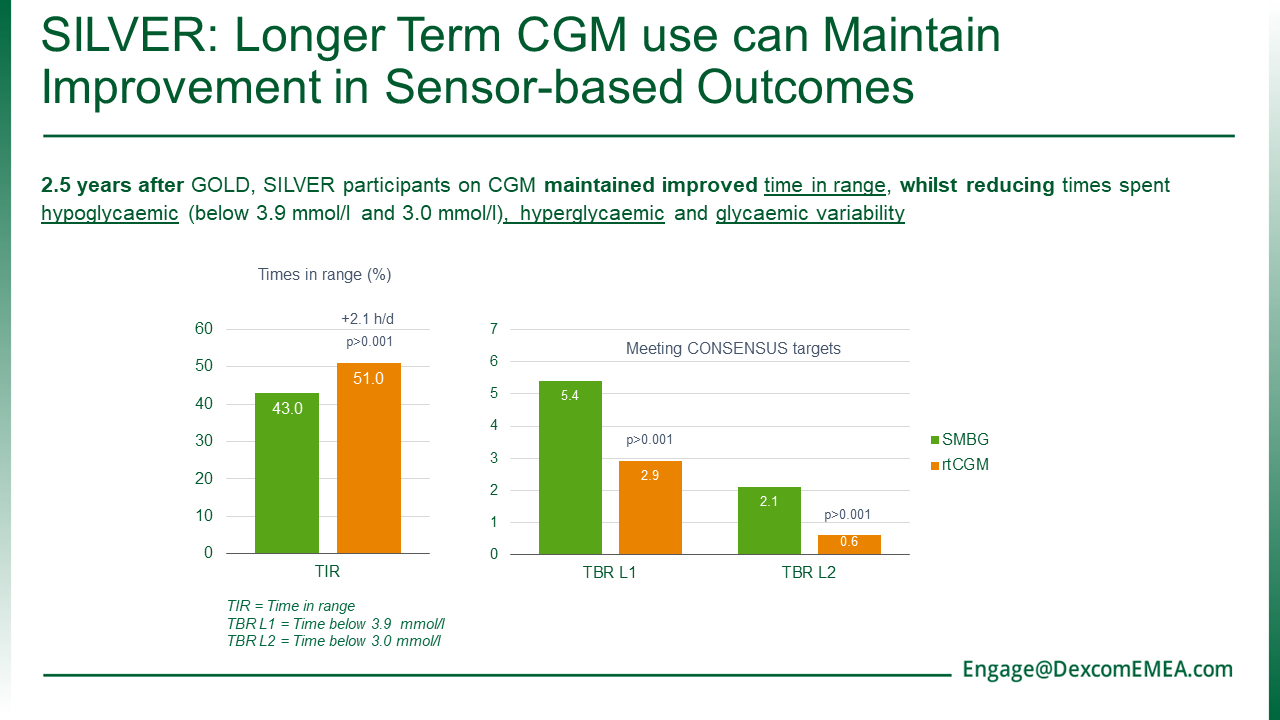 SILVER: Longer Term CGM use can Maintain
Improvement in Sensor-based Outcomes
2.5 years after GOLD, SILVER participants on CGM maintained improved time in range, whilst reducing times spent
hypoglycaemic (below 3.9 mmol/l and 3.0 mmol/l), hyperglycaemic and glycaemic variability
Times in range (%)
+2.1 h/d
p>0.001
60
50
40
30
20
10
0
43.0
51.0
TIR
Meeting CONSENSUS targets
7
6
5
4
3
2
1
0
5.4
p>0.001
2.9
2.1
p>0.001
0.6
TBR L1
TBR L2
SMBG
rtCGM
TIR = Time in range
TBR L1 = Time below 3.9 mmol/l
TBR L2 = Time below 3.0 mmol/l
Engage@DexcomEMEA.com